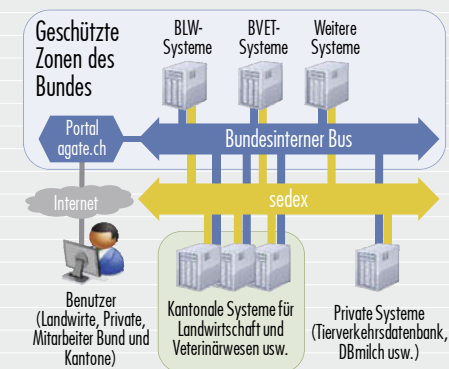 Geschützte
Zonen des
Bundes
BLW-
Systeme
BVET-
Systeme
Weitere
Systeme
Portal
agate.ch
Bundesinterner Bus
Internet
sedex
Benutzer
(Landwirte, Private,
Mitarbeiter Bund und
Kantone)
Kantonale Systeme für
Landwirtschaft und
Veterinärwesen usw.
Private Systeme
(Tierverkehrsdatenbank,
DBmilch usw.)